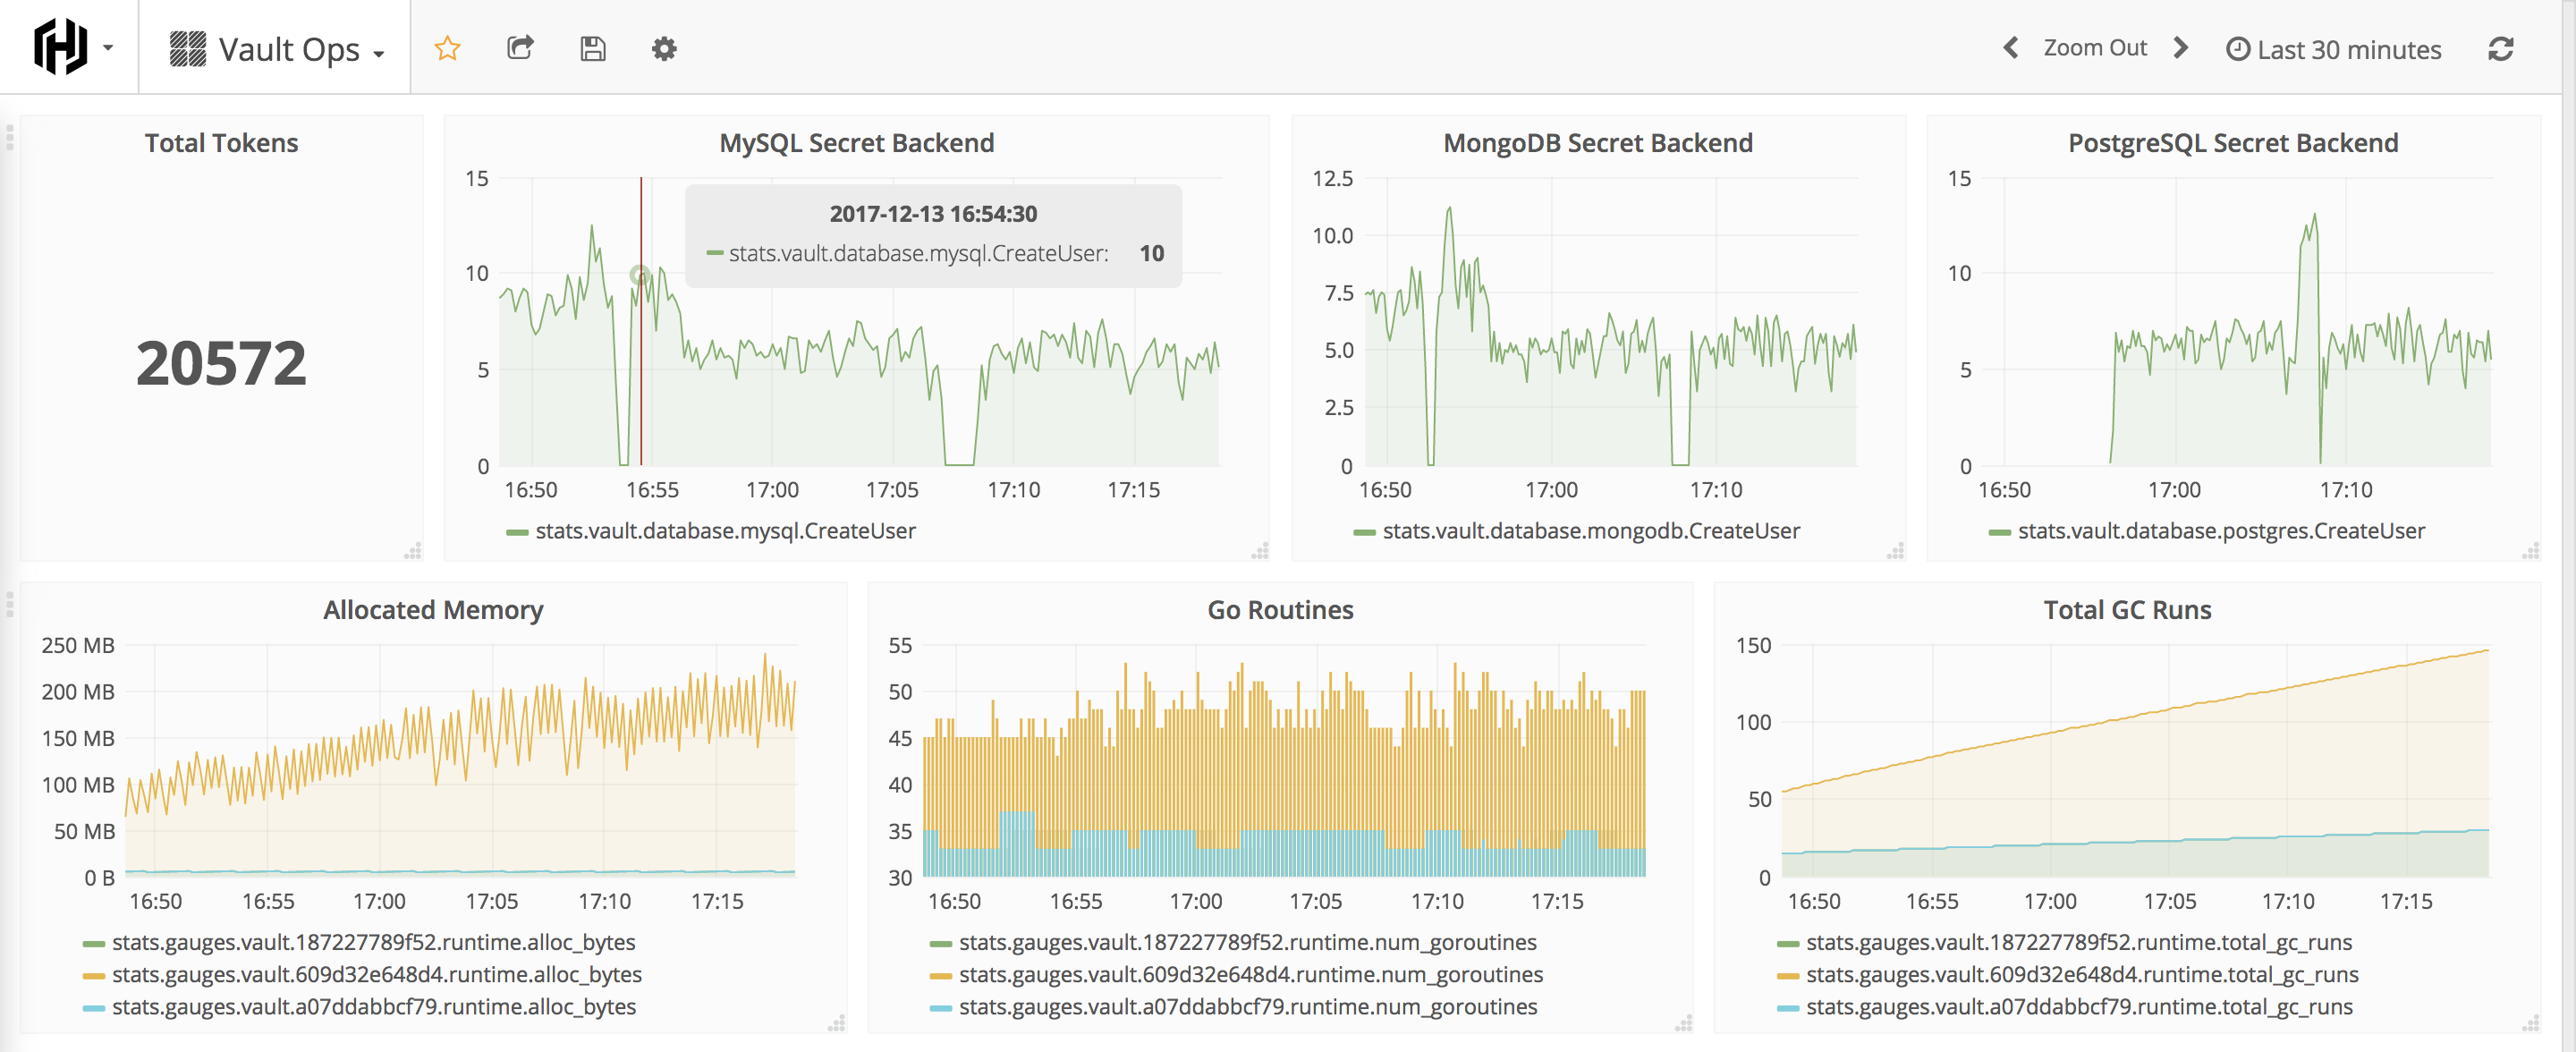 Vault Ops
Zoom Out
Last 30 minutes
Total Tokens
20572
MySQL Secret Backend
15
10
5
0
2017-12-13 16:54:30
stats.vault.database.mysql.CreateUser: 10
16:50 16:55 17:00 17:05 17:10 17:15
stats.vault.database.mysql.CreateUser
MongoDB Secret Backend
12.5
10.0
7.5
5.0
2.5
0
16:50 17:00 17:10
stats.vault.database.mongodb.CreateUser
PostgreSQL Secret Backend
15
10
5
0
16:50 17:00 17:10
stats.vault.database.postgres.CreateUser
Allocated Memory
250 MB
200 MB
150 MB
100 MB
50 MB
0 B
16:50 16:55 17:00 17:05 17:10 17:15
stats.gauges.vault.187227789f52.runtime.alloc_bytes
stats.gauges.vault.609d32e648d4.runtime.alloc_bytes
stats.gauges.vault.a07ddabbcf79.runtime.alloc_bytes
Go Routines
55
50
45
40
35
30
16:50 16:55 17:00 17:05 17:10 17:15
stats.gauges.vault.187227789f52.runtime.num_goroutines
stats.gauges.vault.609d32e648d4.runtime.num_goroutines
stats.gauges.vault.a07ddabbcf79.runtime.num_goroutines
Total GC Runs
150
100
50
0
16:50 16:55 17:00 17:05 17:10 17:15
stats.gauges.vault.187227789f52.runtime.total_gc_runs
stats.gauges.vault.609d32e648d4.runtime.total_gc_runs
stats.gauges.vault.a07ddabbcf79.runtime.total_gc_runs